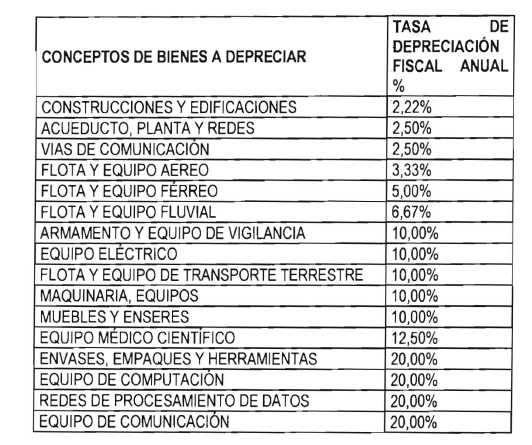 CONCEPTOS DE BIENES A DEPRECIAR
TASA DE
DEPRECIACIÓN
FISCAL ANUAL
%
CONSTRUCCIONES Y EDIFICACIONES 2,22%
ACUEDUCTO, PLANTA Y REDES 2,50%
VIAS DE COMUNICACIÓN 2,50%
FLOTA Y EQUIPO AEREO 3,33%
FLOTA Y EQUIPO FÉRREO 5,00%
FLOTA Y EQUIPO FLUVIAL 6,67%
ARMAMENTO Y EQUIPO DE VIGILANCIA 10,00%
EQUIPO ELÉCTRICO 10,00%
FLOTA Y EQUIPO DE TRANSPORTE TERRESTRE 10,00%
MAQUINARIA, EQUIPOS 10,00%
MUEBLES Y ENSERES 10,00%
EQUIPO MÉDICO CIENTÍFICO 12,50%
ENVASES, EMPAQUES Y HERRAMIENTAS 20,00%
EQUIPO DE COMPUTACIÓN 20,00%
REDES DE PROCESAMIENTO DE DATOS 20,00%
EQUIPO DE COMUNICACIÓN 20,00%